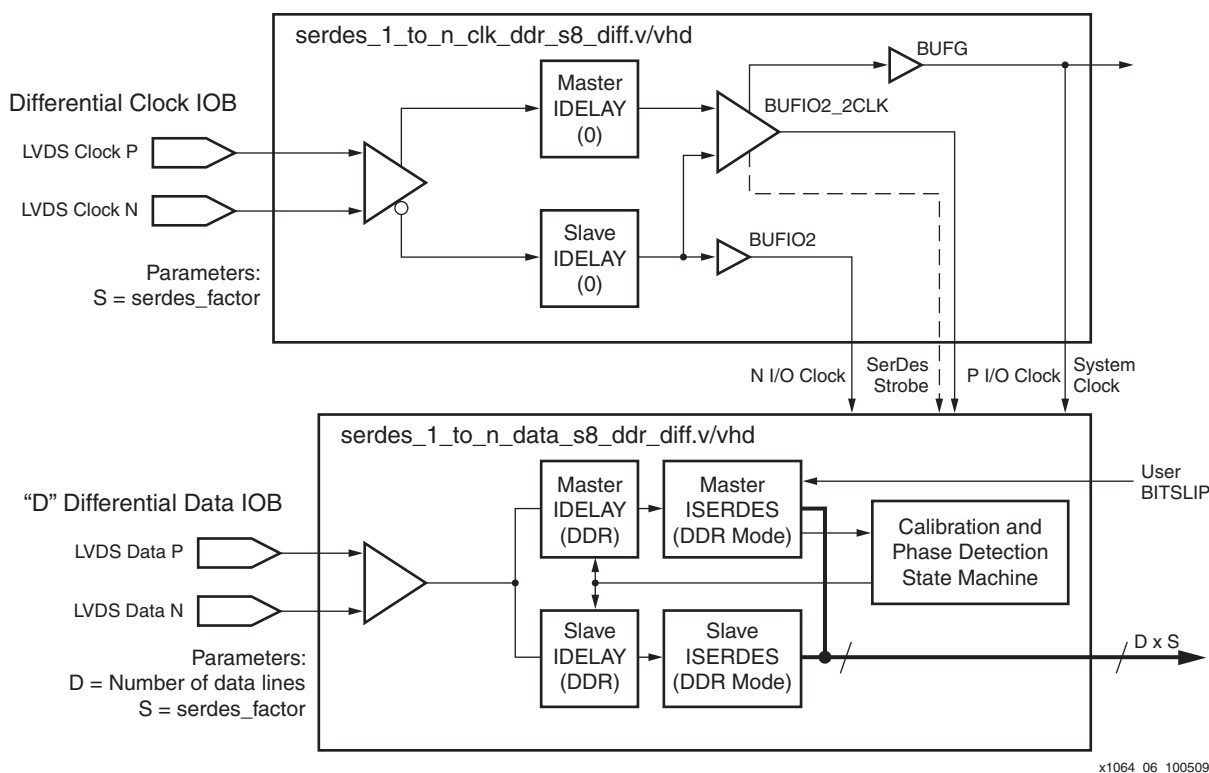 serdes_1_to_n_clk_ddr_s8_diff.v/vhd
BUFG
Differential Clock IOB
Master
IDELAY
(0)
BUFIO2_2CLK
LVDS Clock P
LVDS Clock N
Slave
IDELAY
(0)
BUFIO2
Parameters:
S = serdes_factor
N I/O Clock
SerDes
Strobe
P I/O Clock
System
Clock
serdes_1_to_n_data_s8_ddr_diff.v/vhd
"D" Differential Data IOB
Master
IDELAY
(DDR)
Master
ISERDES
(DDR Mode)
User
BITSLIP
Calibration and
Phase Detection
State Machine
LVDS Data P
LVDS Data N
Slave
IDELAY
(DDR)
Slave
ISERDES
(DDR Mode)
D x S
Parameters:
D = Number of data lines
S = serdes_factor
x1064_06_100509